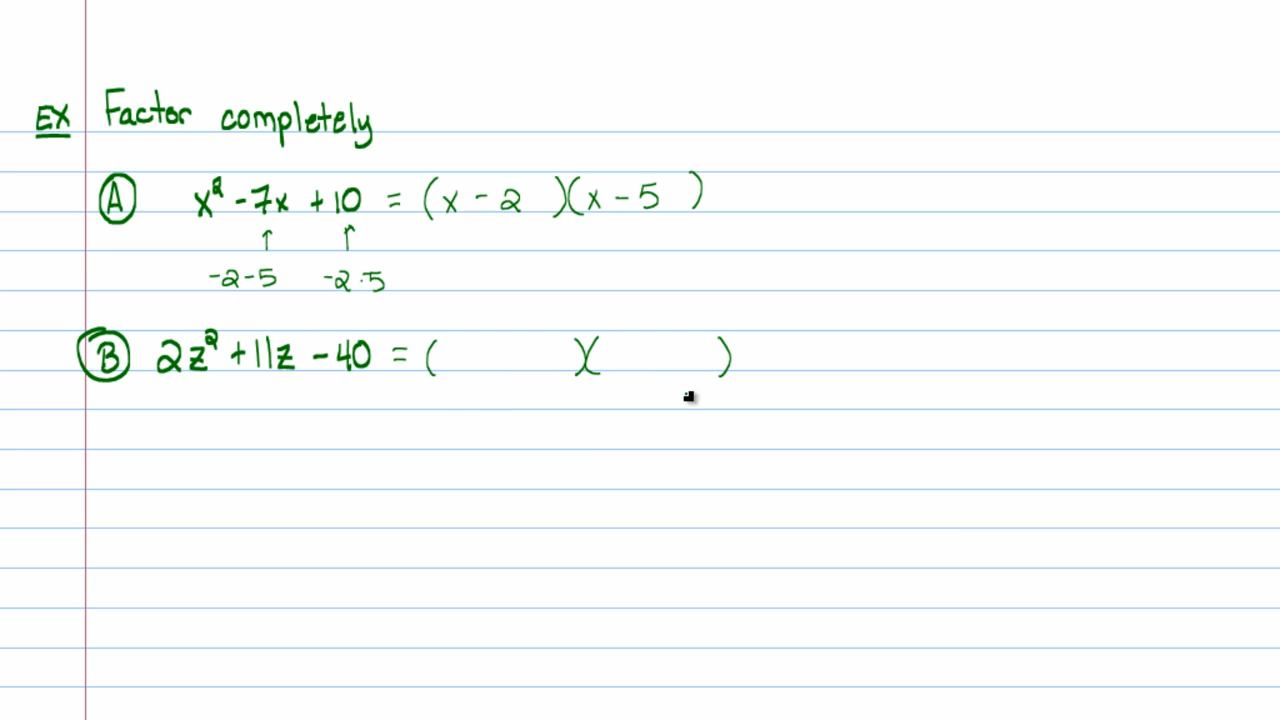 EX Factor completely
Ⓐ x² - 7x + 10 = (x - 2 )(x - 5 )
↑ ↑
-2-5 -2·5
Ⓑ 2z² + 11z - 40 = ( )( )